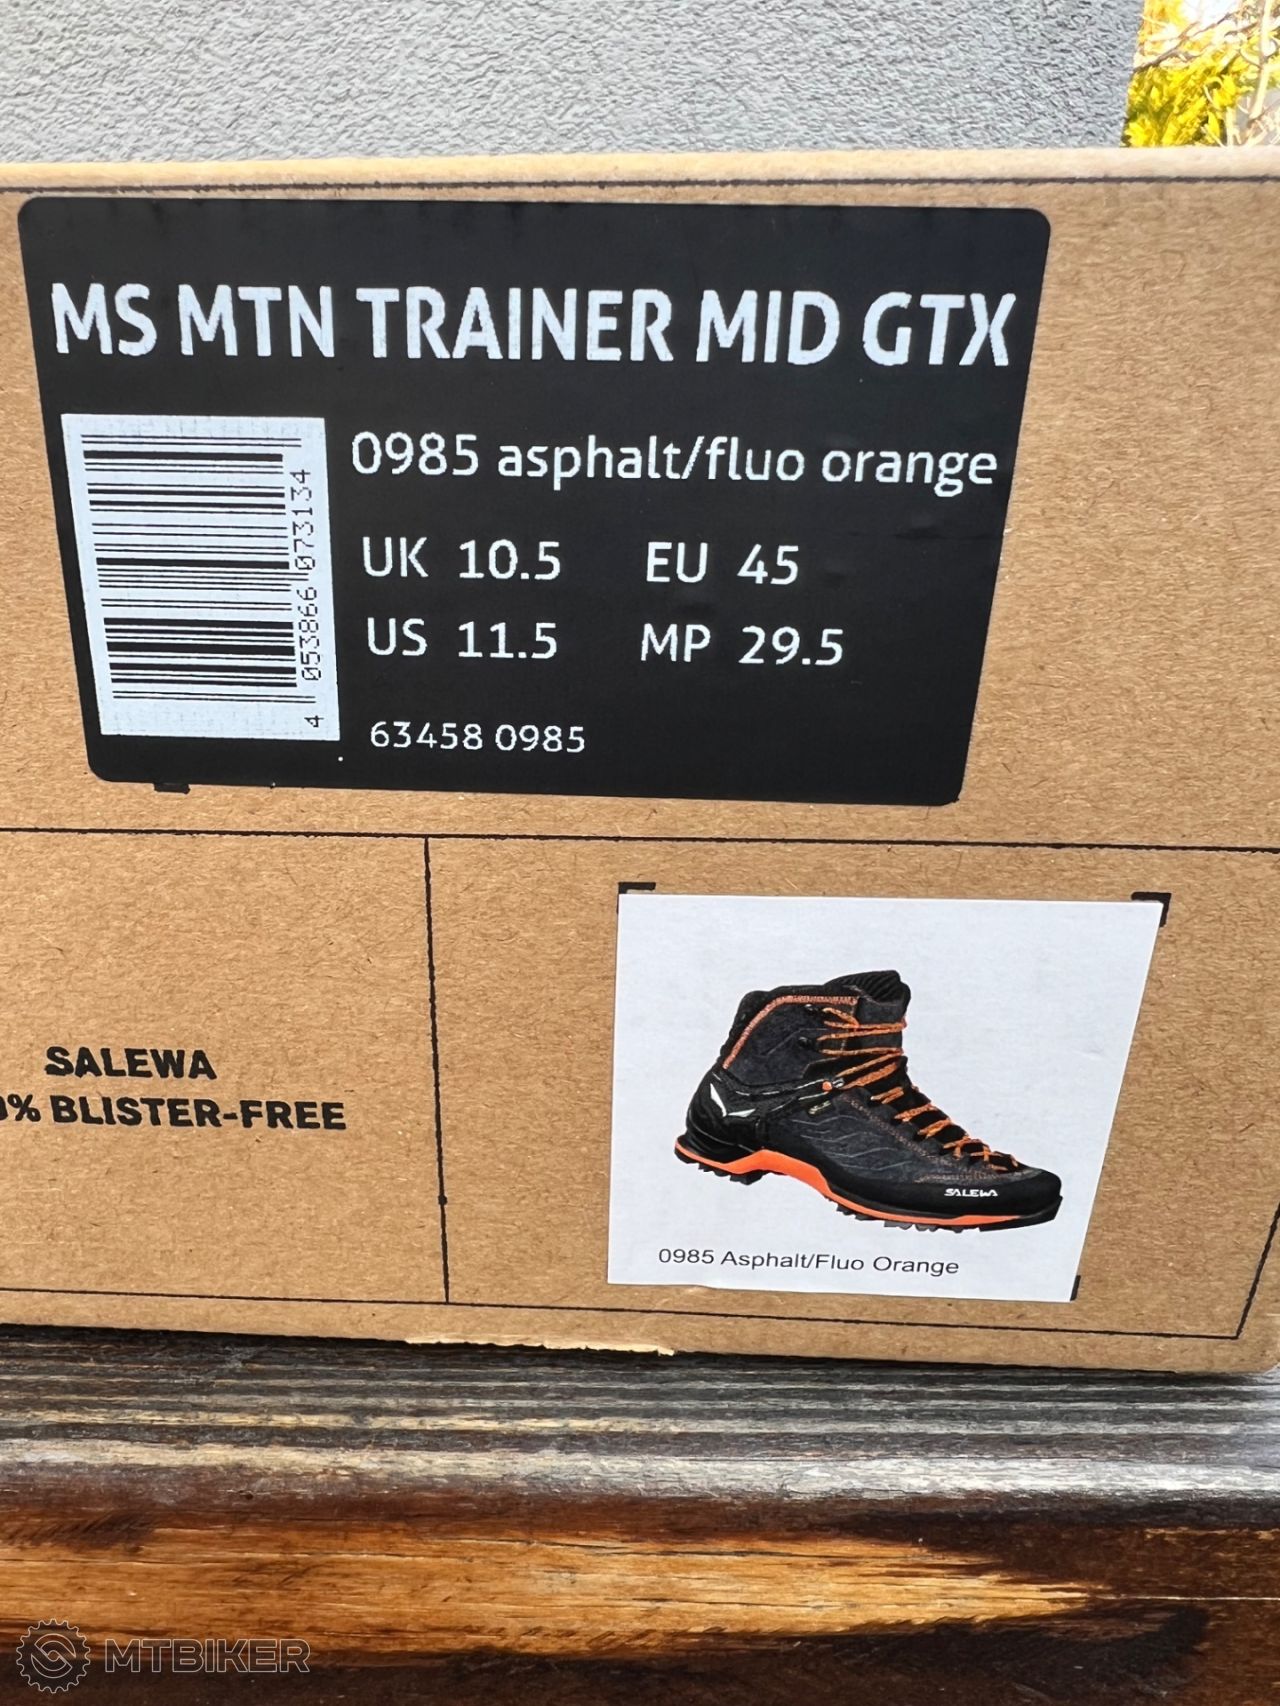 MS MTN TRAINER MID GTX
0985 asphalt/fluo orange
UK 10.5 EU 45
US 11.5 MP 29.5
63458 0985
4 053866 073134
SALEWA
0% BLISTER-FREE
SALEWA
0985 Asphalt/Fluo Orange
MTBIKER